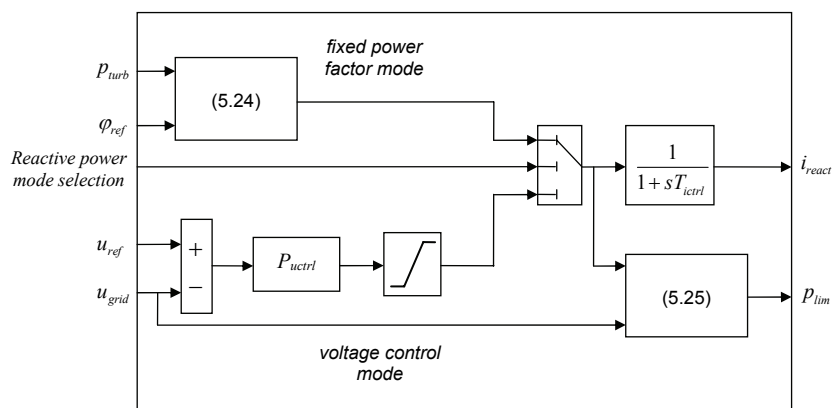 fixed power
factor mode
p_turb
(5.24)
φ_ref
Reactive power
mode selection
1
1 + sT_ictrl
i_react
u_ref
+
P_uctrl
−
u_grid
(5.25)
p_lim
voltage control
mode